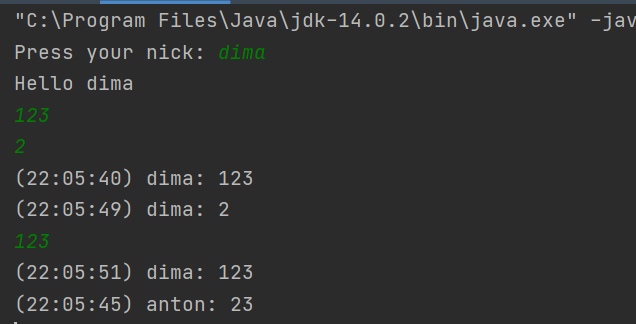 "C:\Program Files\Java\jdk-14.0.2\bin\java.exe" -jav
Press your nick: dima
Hello dima
123
2
(22:05:40) dima: 123
(22:05:49) dima: 2
123
(22:05:51) dima: 123
(22:05:45) anton: 23